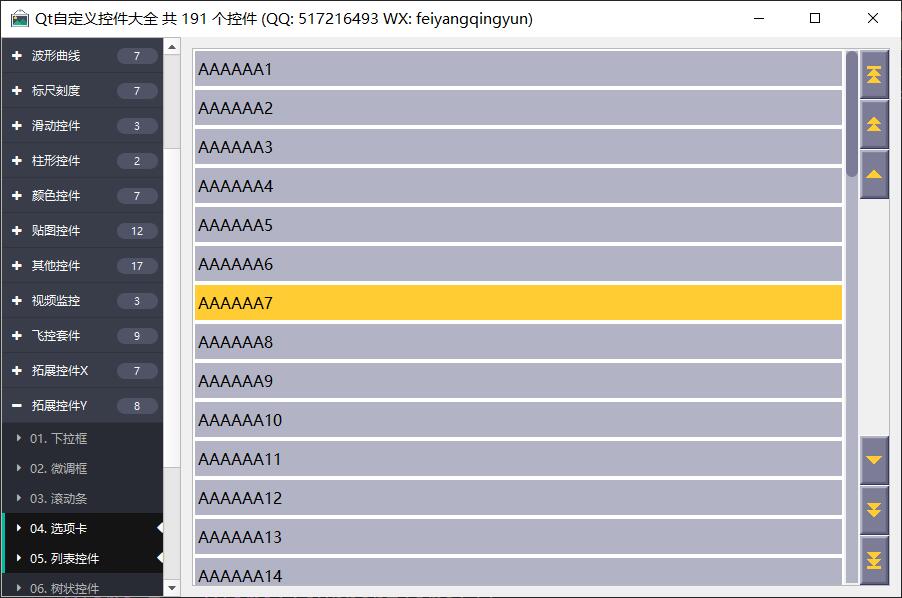 Qt自定义控件大全 共 191 个控件 (QQ: 517216493 WX: feiyangqingyun)
波形曲线 7
标尺刻度 7
滑动控件 3
柱形控件 2
颜色控件 7
贴图控件 12
其他控件 17
视频监控 3
飞控套件 9
拓展控件X 7
拓展控件Y 8
01. 下拉框
02. 微调框
03. 滚动条
04. 选项卡
05. 列表控件
06. 树状控件
AAAAAA1
AAAAAA2
AAAAAA3
AAAAAA4
AAAAAA5
AAAAAA6
AAAAAA7
AAAAAA8
AAAAAA9
AAAAAA10
AAAAAA11
AAAAAA12
AAAAAA13
AAAAAA14